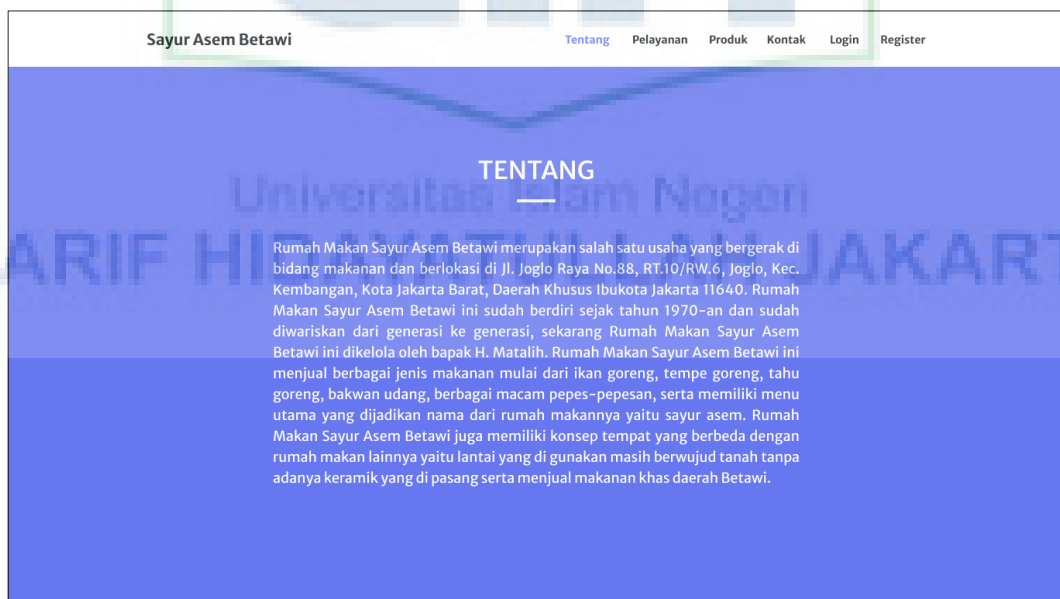 Sayur Asem Betawi Tentang Pelayanan Produk Kontak Login Register
TENTANG
Universitas Islam Negeri
ARIF HIDAYATULLAH JAKART
Rumah Makan Sayur Asem Betawi merupakan salah satu usaha yang bergerak di
bidang makanan dan berlokasi di Jl. Joglo Raya No.88, RT.10/RW.6, Joglo, Kec.
Kembangan, Kota Jakarta Barat, Daerah Khusus Ibukota Jakarta 11640. Rumah
Makan Sayur Asem Betawi ini sudah berdiri sejak tahun 1970-an dan sudah
diwariskan dari generasi ke generasi, sekarang Rumah Makan Sayur Asem
Betawi ini dikelola oleh bapak H. Matalih. Rumah Makan Sayur Asem Betawi ini
menjual berbagai jenis makanan mulai dari ikan goreng, tempe goreng, tahu
goreng, bakwan udang, berbagai macam pepes-pepesan, serta memiliki menu
utama yang dijadikan nama dari rumah makannya yaitu sayur asem. Rumah
Makan Sayur Asem Betawi juga memiliki konsep tempat yang berbeda dengan
rumah makan lainnya yaitu lantai yang di gunakan masih berwujud tanah tanpa
adanya keramik yang di pasang serta menjual makanan khas daerah Betawi.